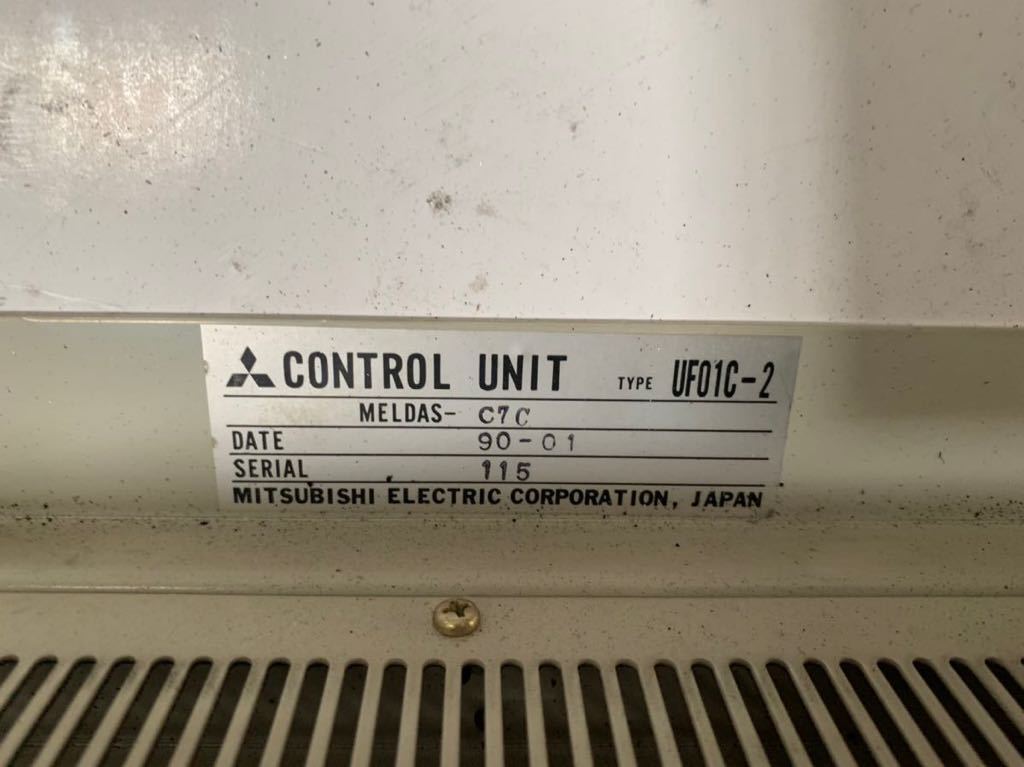 CONTROL UNIT TYPE UF01C-2
MELDAS- C7C
DATE 90-01
SERIAL 115
MITSUBISHI ELECTRIC CORPORATION, JAPAN